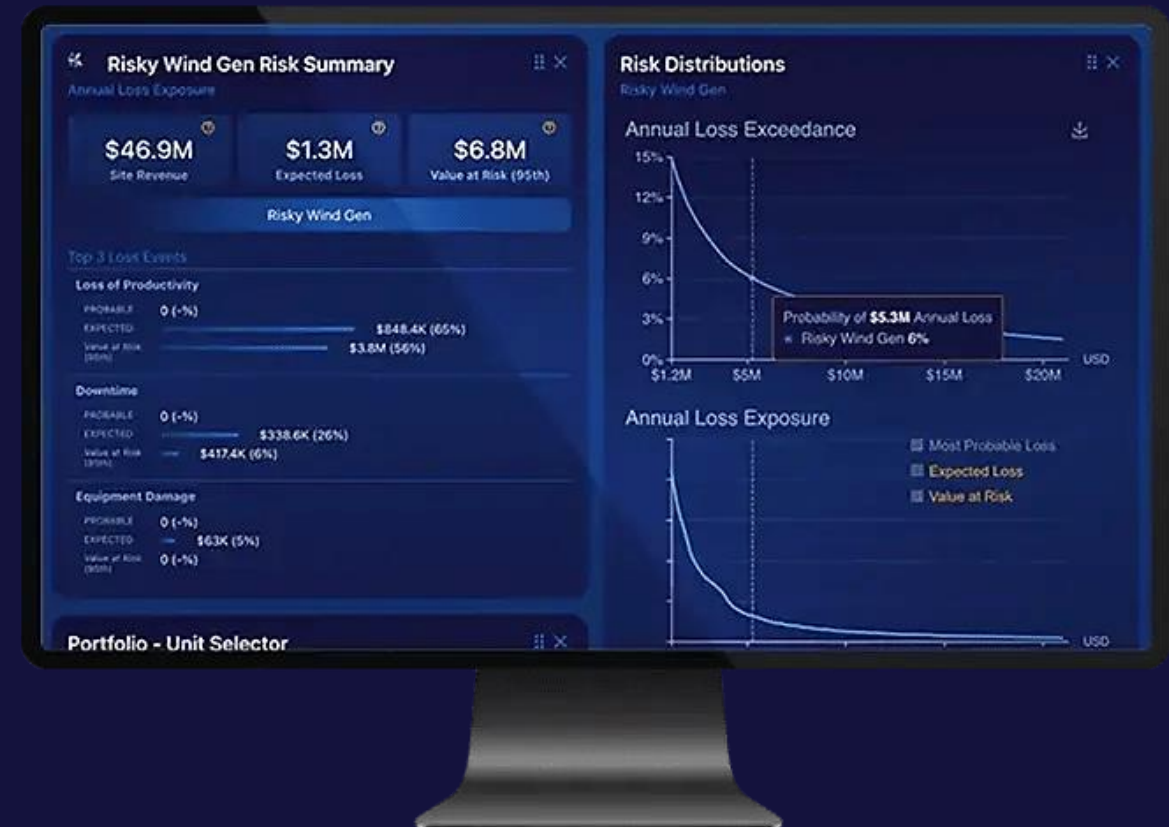 Risky Wind Gen Risk Summary
Annual Loss Exposure
$46.9M
Site Revenue
$1.3M
Expected Loss
$6.8M
Value at Risk (95th)
Risky Wind Gen
Top 3 Loss Events
Loss of Productivity
PROBABLE 0 (-%)
EXPECTED $848.4K (65%)
Value at Risk (95th) $3.8M (56%)
Downtime
PROBABLE 0 (-%)
EXPECTED $338.6K (26%)
Value at Risk (95th) $417.4K (6%)
Equipment Damage
PROBABLE 0 (-%)
EXPECTED $63K (5%)
Value at Risk (95th) 0 (-%)
Portfolio - Unit Selector
Risk Distributions
Risky Wind Gen
Annual Loss Exceedance
15%
12%
9%
6%
3%
0%
Probability of $5.3M Annual Loss
Risky Wind Gen 6%
USD
$1.2M $5M $10M $15M $20M
Annual Loss Exposure
Most Probable Loss
Expected Loss
Value at Risk
USD